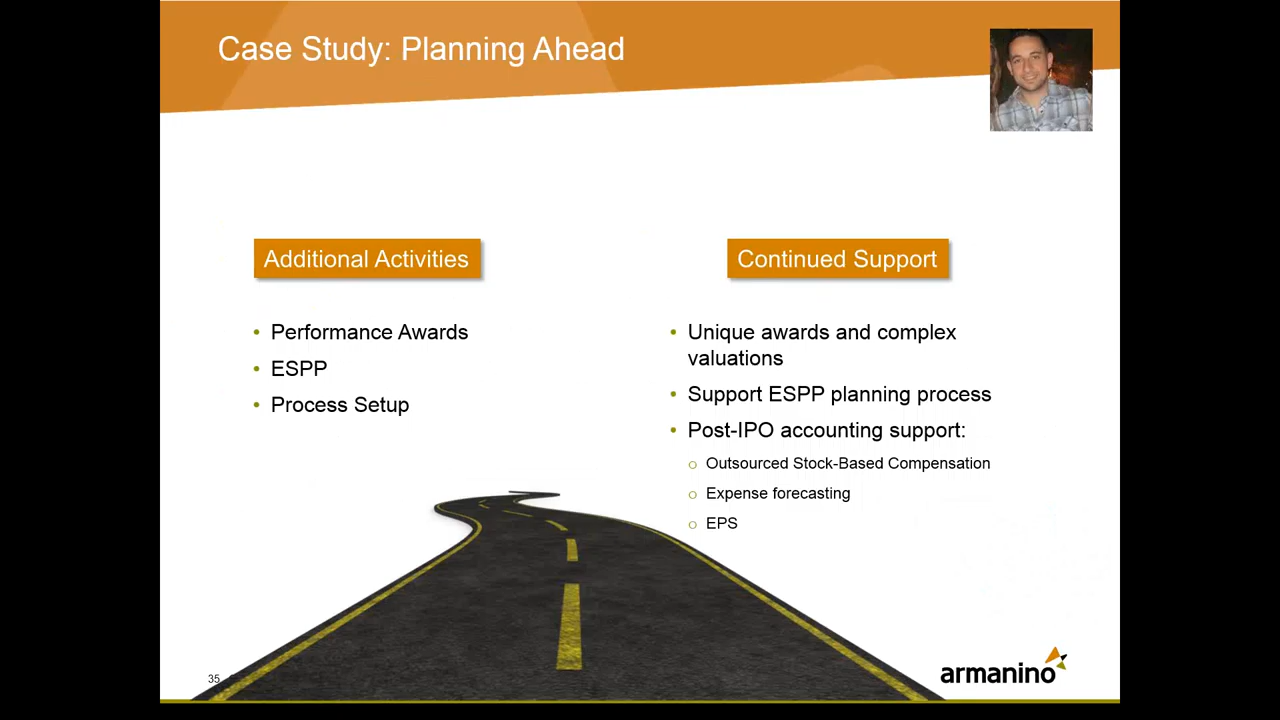 Case Study: Planning Ahead
Additional Activities
Performance Awards
ESPP
Process Setup
Continued Support
Unique awards and complex
valuations
Support ESPP planning process
Post-IPO accounting support:
Outsourced Stock-Based Compensation
Expense forecasting
EPS
35
armanino